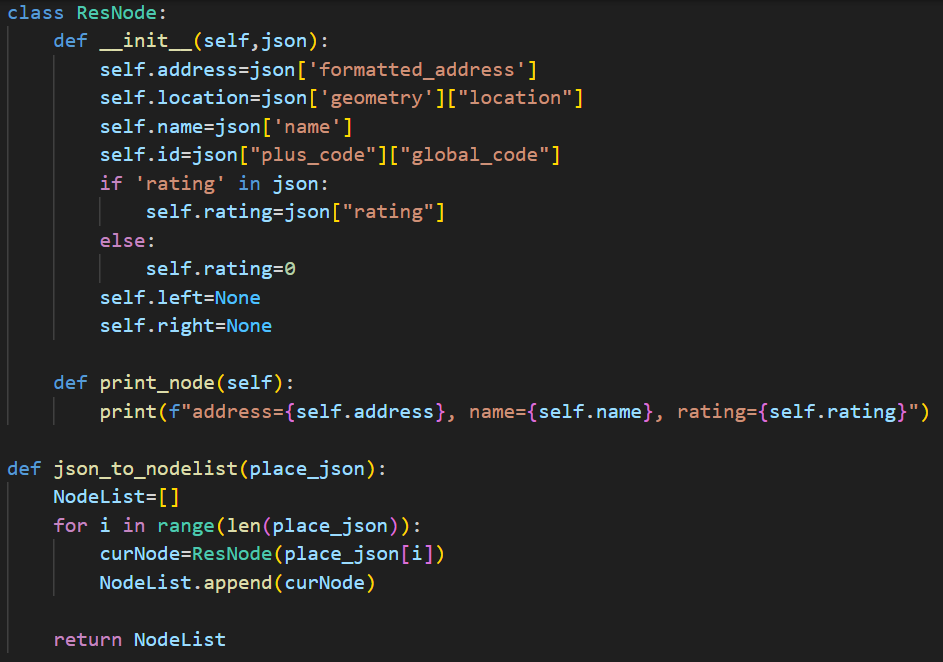 class ResNode:
    def __init__(self,json):
        self.address=json['formatted_address']
        self.location=json['geometry']["location"]
        self.name=json['name']
        self.id=json["plus_code"]["global_code"]
        if 'rating' in json:
            self.rating=json["rating"]
        else:
            self.rating=0
        self.left=None
        self.right=None

    def print_node(self):
        print(f"address={self.address}, name={self.name}, rating={self.rating}")

def json_to_nodelist(place_json):
    NodeList=[]
    for i in range(len(place_json)):
        curNode=ResNode(place_json[i])
        NodeList.append(curNode)

    return NodeList